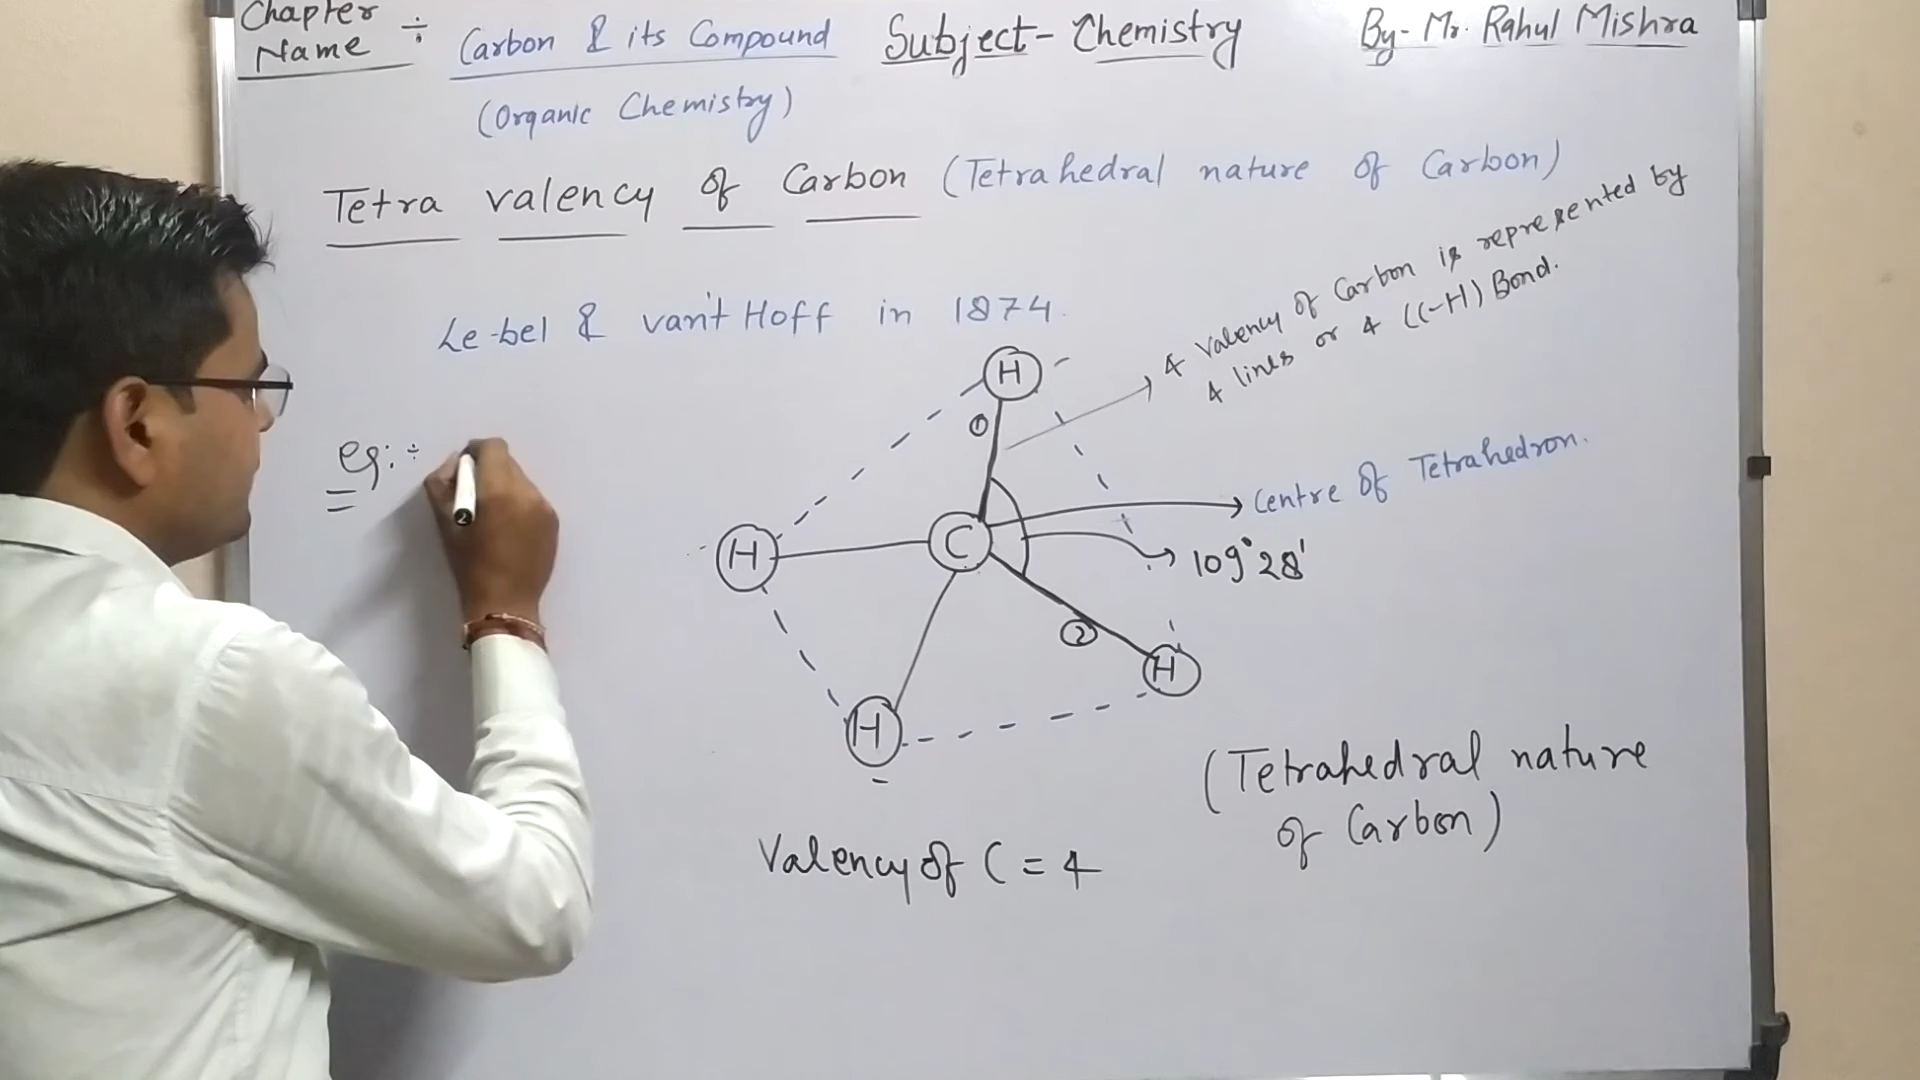 Chapter Name ÷ Carbon & its Compound
(Organic Chemistry)
Subject - Chemistry
By- Mr. Rahul Mishra
Tetra valency of Carbon (Tetrahedral nature of Carbon)
Le-bel & van't Hoff in 1874.
4 valency of Carbon is represented by
4 lines or 4 (C-H) Bond.
eg: ÷
H
①
H
C
Centre of Tetrahedron.
109°28'
②
H
H
(Tetrahedral nature
of Carbon)
Valency of C = 4